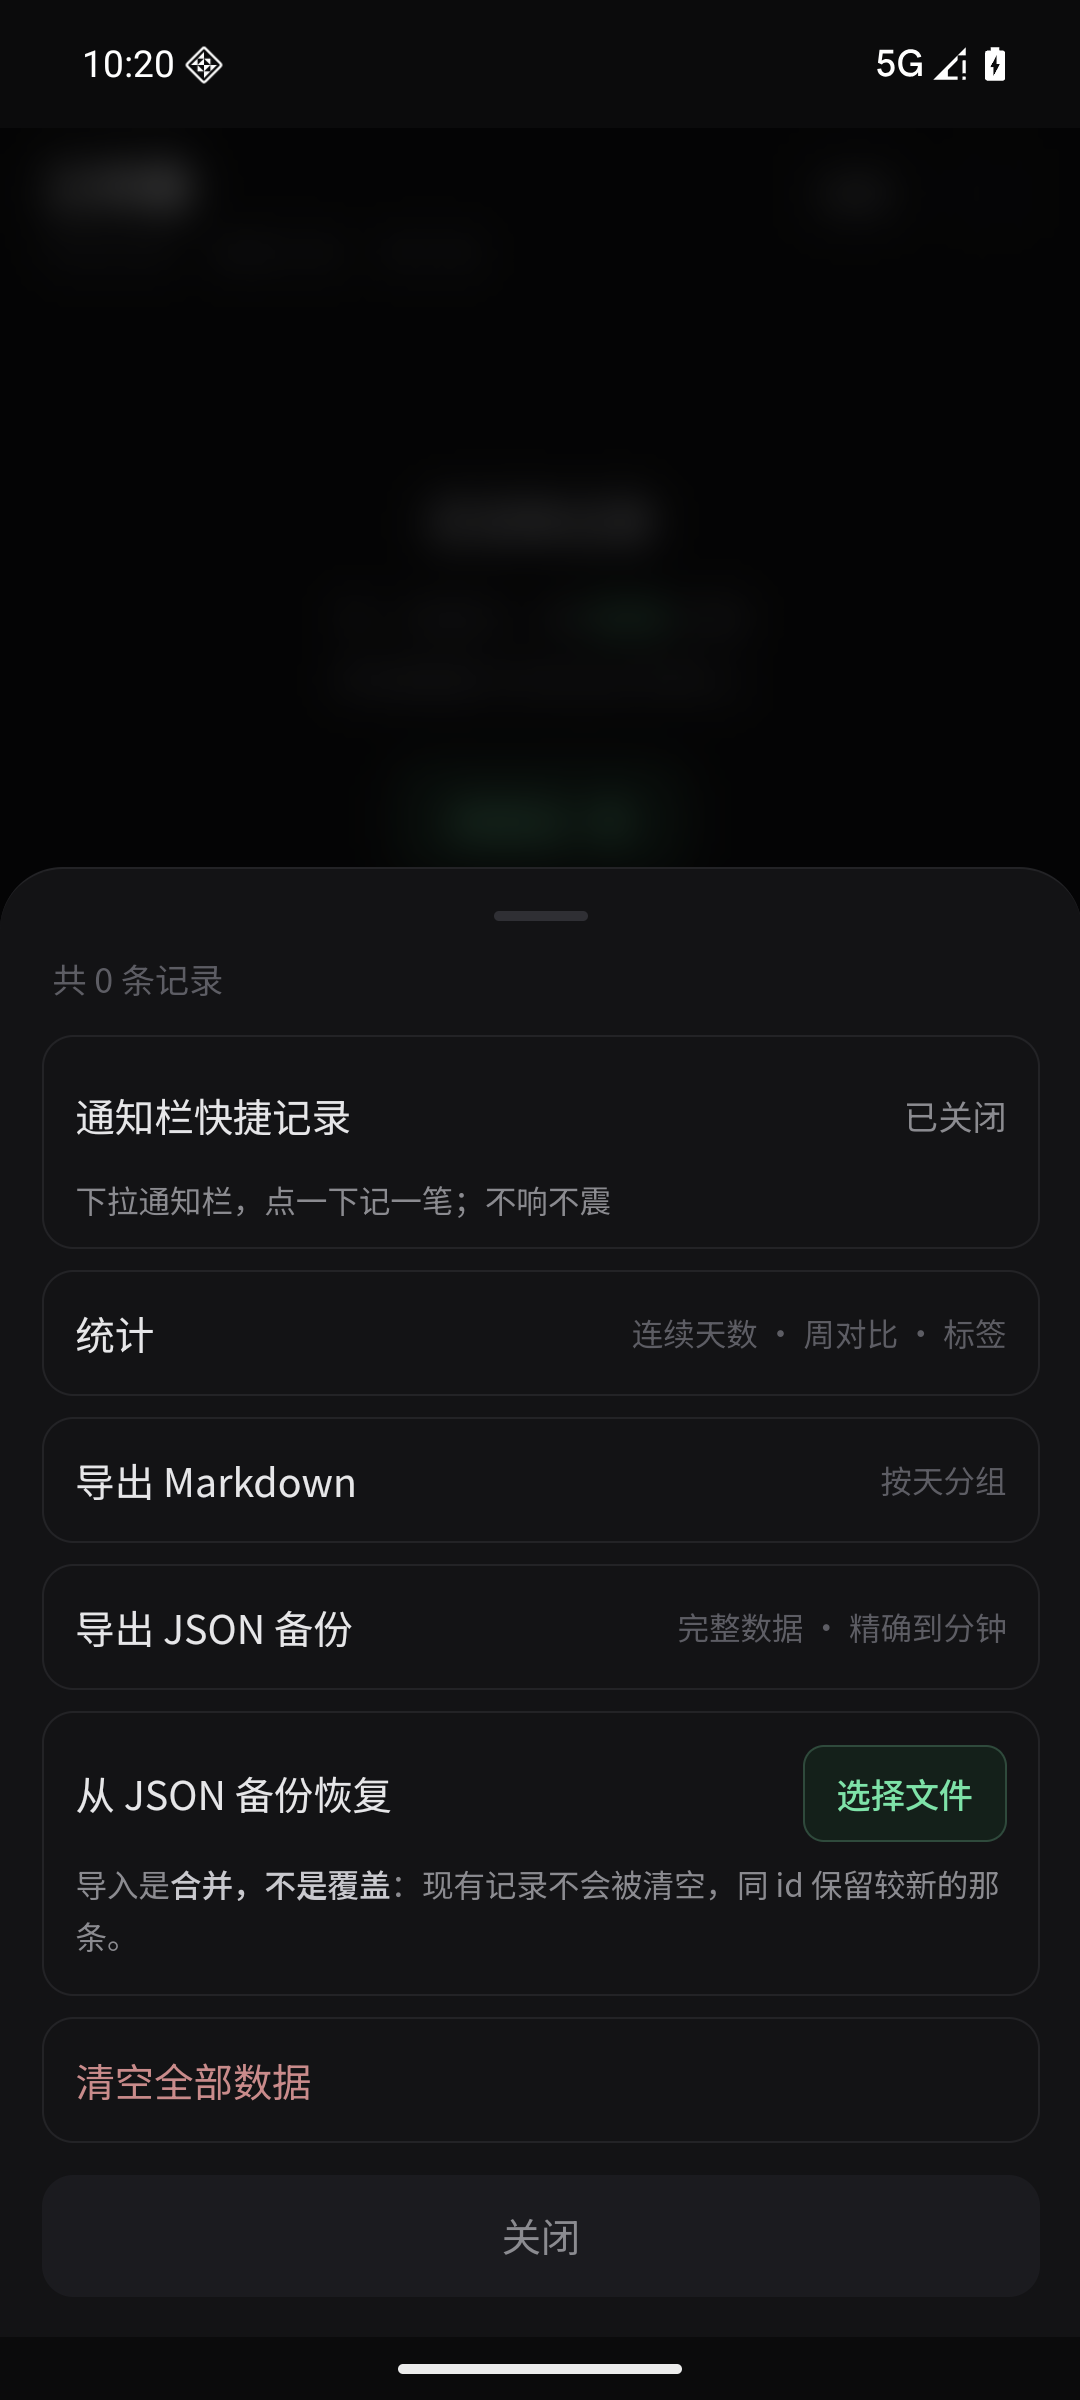 10:20
5G
共 0 条记录
通知栏快捷记录
已关闭
下拉通知栏，点一下记一笔；不响不震
统计
连续天数 · 周对比 · 标签
导出 Markdown
按天分组
导出 JSON 备份
完整数据 · 精确到分钟
从 JSON 备份恢复
选择文件
导入是合并，不是覆盖：现有记录不会被清空，同 id 保留较新的那
条。
清空全部数据
关闭